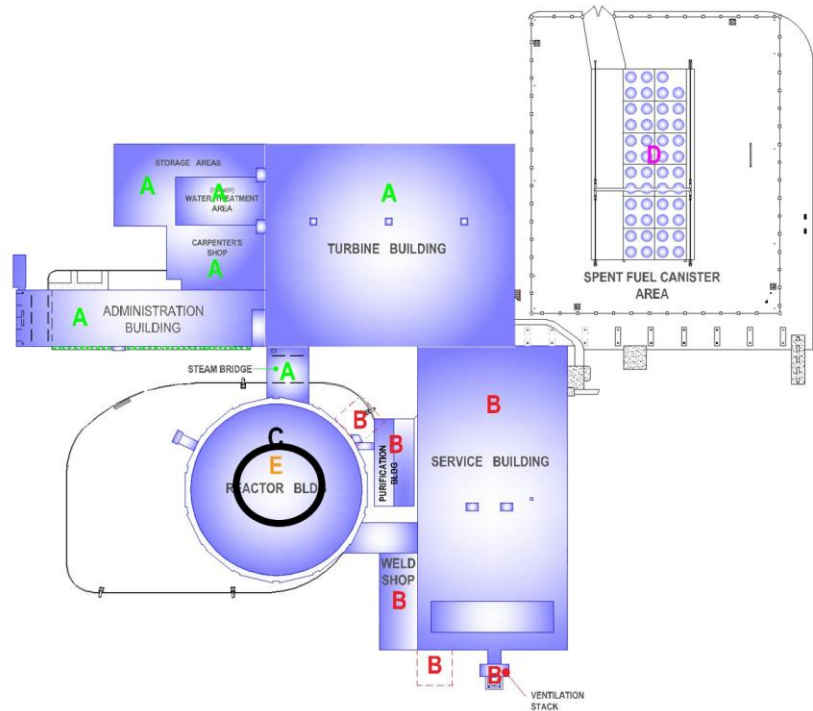 STORAGE AREAS
A
A
(FORMER)
WATER TREATMENT
AREA
CARPENTER'S
SHOP
A
ADMINISTRATION
BUILDING
A
A
TURBINE BUILDING
D
SPENT FUEL CANISTER
AREA
STEAM BRIDGE
A
C
E
REACTOR BLDG
B
B
PURIFICATION
BLDG
B
SERVICE BUILDING
WELD
SHOP
B
B
B
VENTILATION
STACK